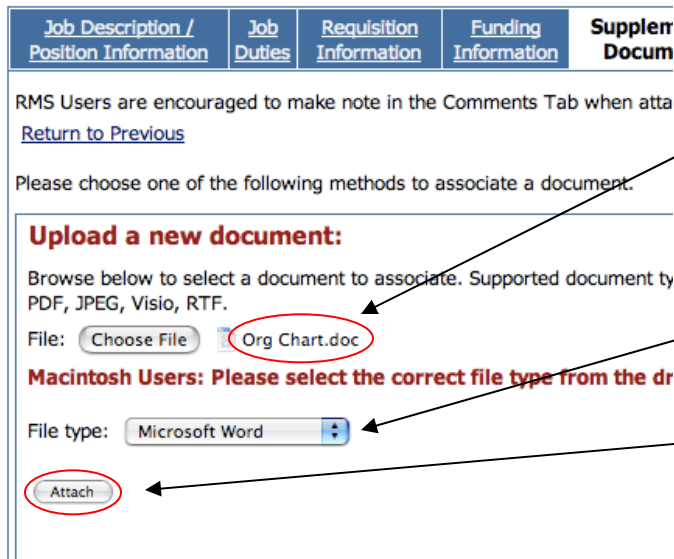 Job Description / Job Requisition Funding Supplem
Position Information Duties Information Information Docum
RMS Users are encouraged to make note in the Comments Tab when atta
Return to Previous
Please choose one of the following methods to associate a document.
Upload a new document:
Browse below to select a document to associate. Supported document ty
PDF, JPEG, Visio, RTF.
File: Choose File Org Chart.doc
Macintosh Users: Please select the correct file type from the dr
File type: Microsoft Word
Attach